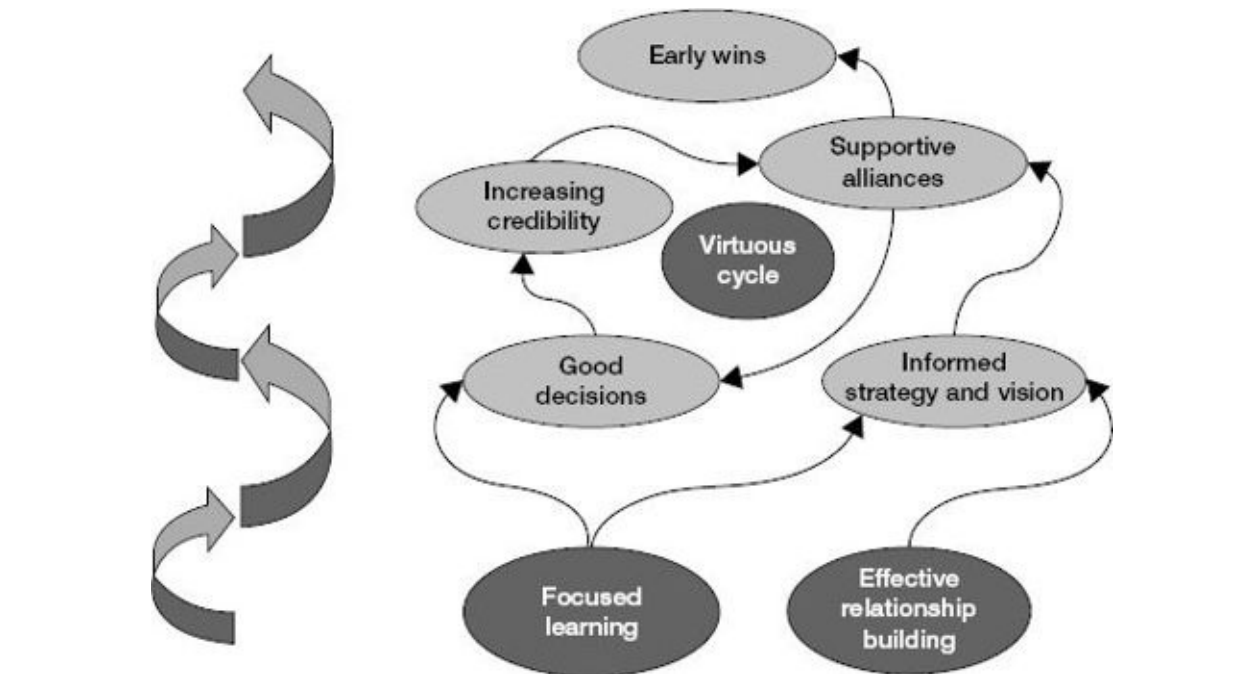 Early wins
Supportive
alliances
Increasing
credibility
Virtuous
cycle
Good
decisions
Informed
strategy and vision
Focused
learning
Effective
relationship
building